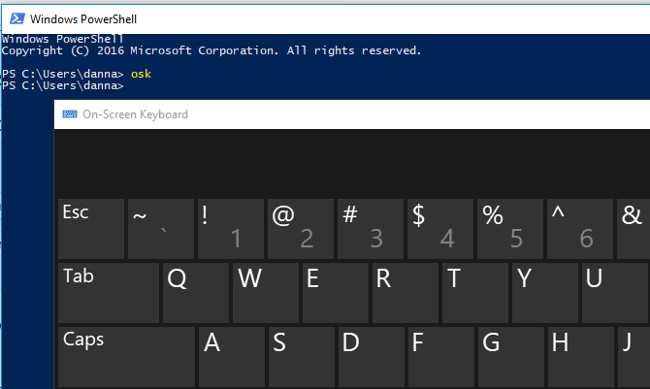 Windows PowerShell
Windows PowerShell
Copyright (C) 2016 Microsoft Corporation. All rights reserved.
PS C:\Users\danna> osk
PS C:\Users\danna>
On-Screen Keyboard
Esc ~ ` ! 1 @ 2 # 3 $ 4 % 5 ^ 6 &
Tab Q W E R T Y U
Caps A S D F G H J